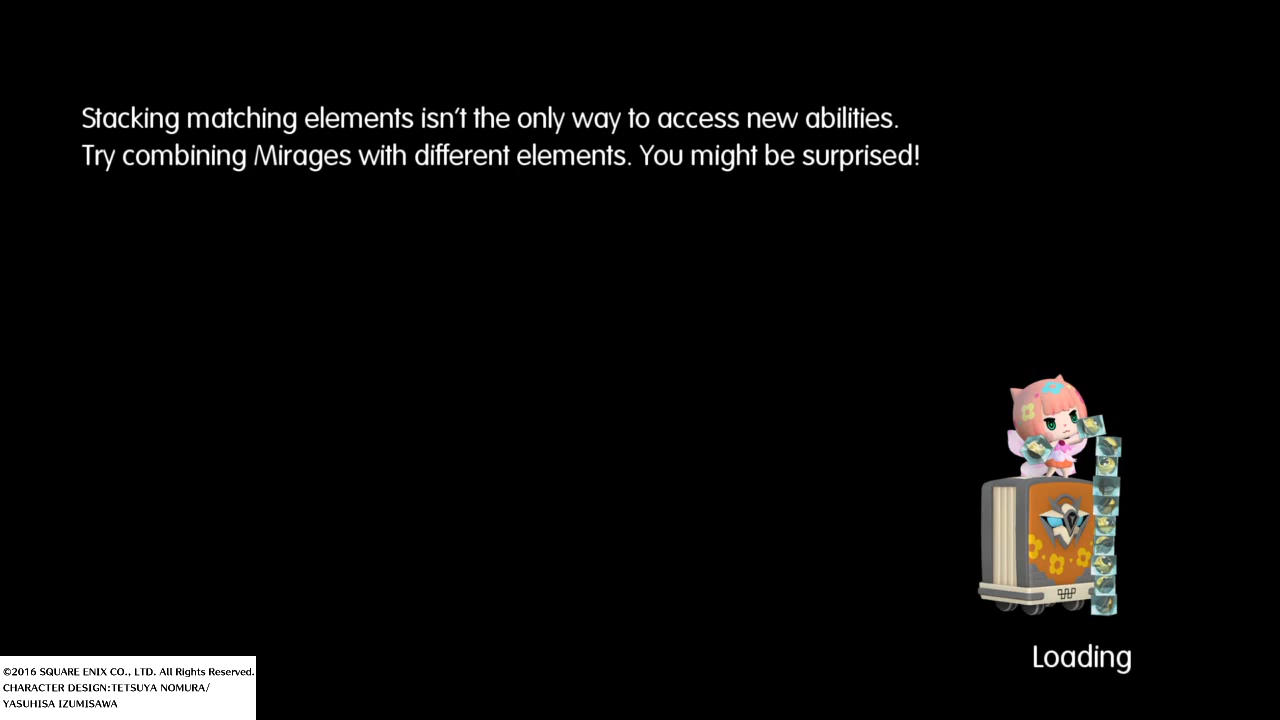 Stacking matching elements isn't the only way to access new abilities.
Try combining Mirages with different elements. You might be surprised!
Loading
©2016 SQUARE ENIX CO., LTD. All Rights Reserved.
CHARACTER DESIGN:TETSUYA NOMURA/
YASUHISA IZUMISAWA